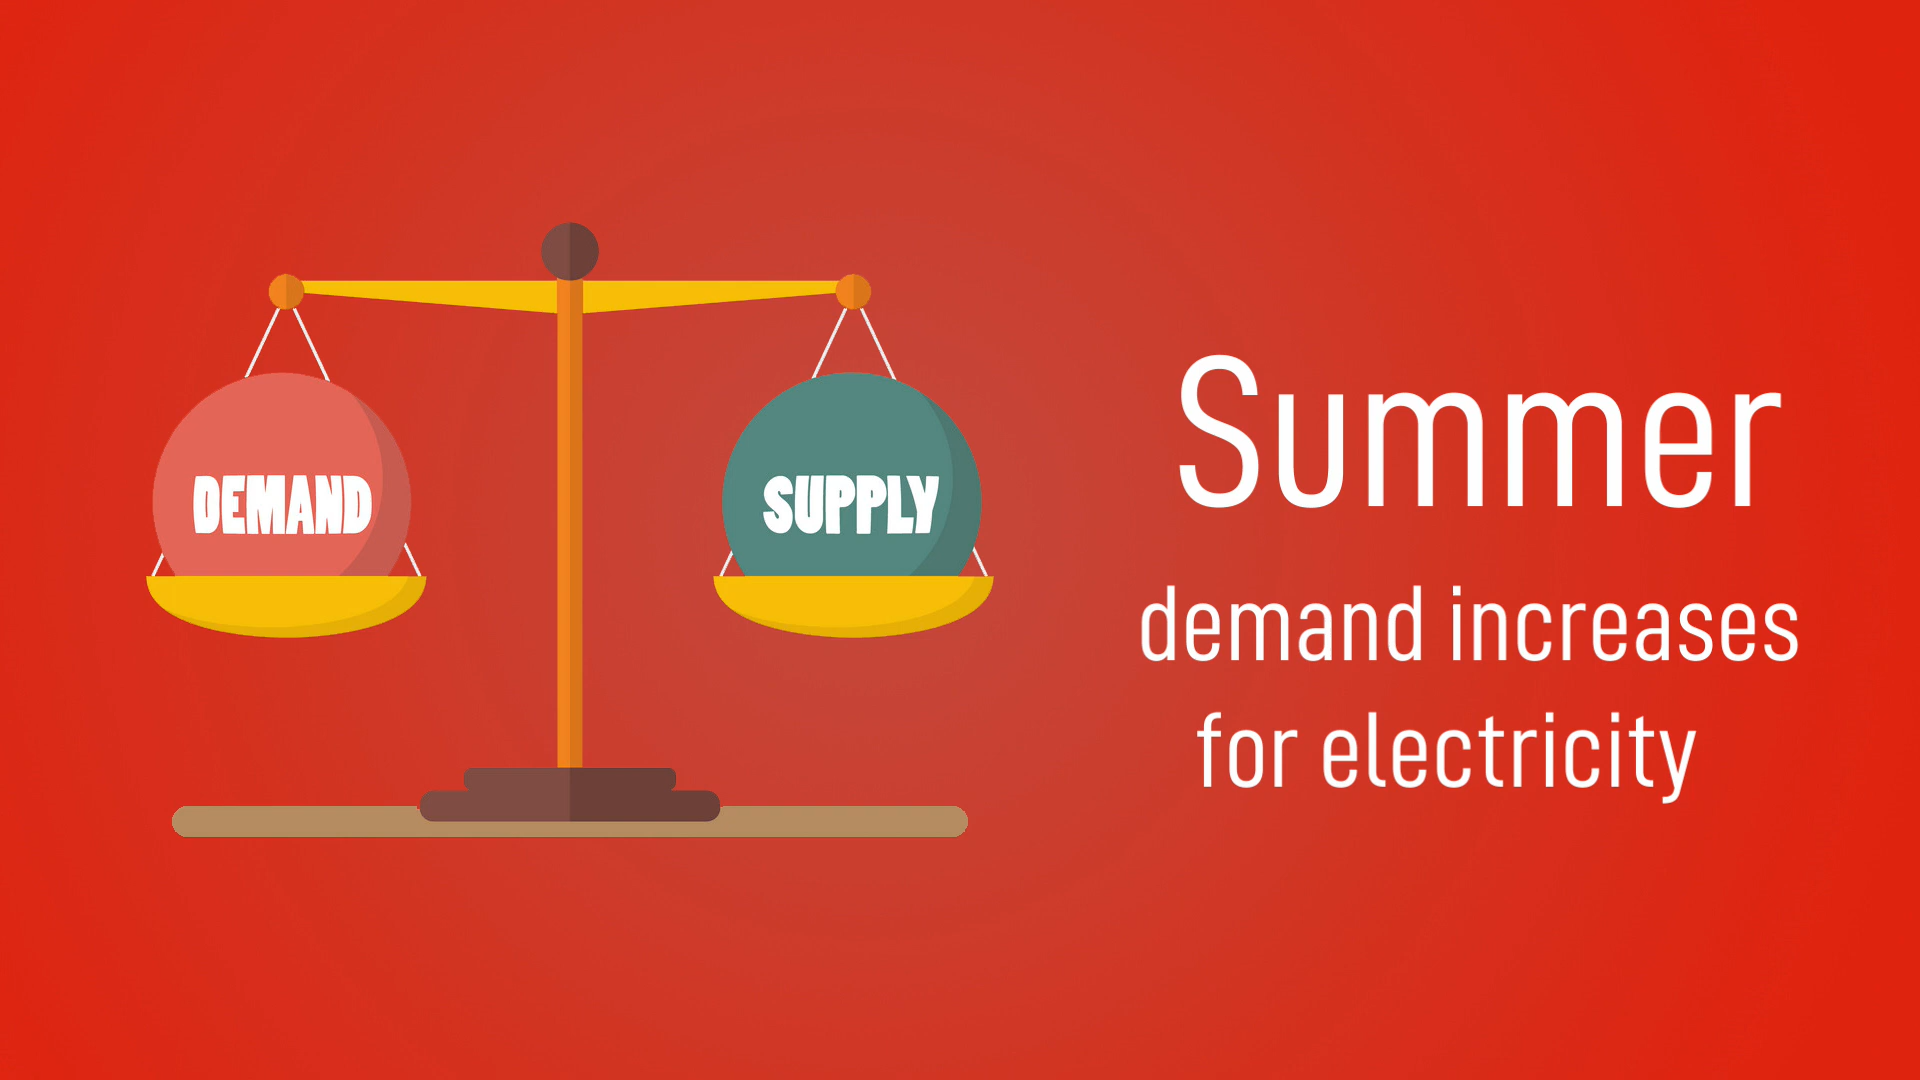 DEMAND
SUPPLY
Summer
demand increases
for electricity